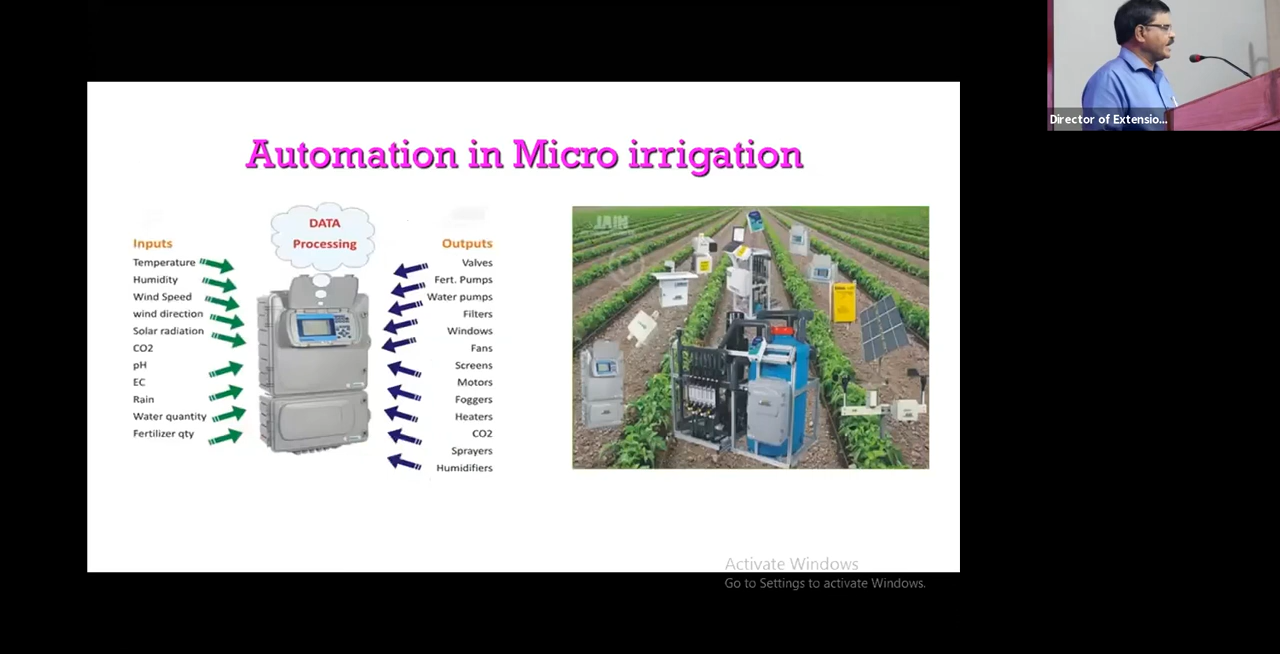 Director of Extensio...
Automation in Micro irrigation
DATA
Processing
Inputs
Temperature
Humidity
Wind Speed
wind direction
Solar radiation
CO2
pH
EC
Rain
Water quantity
Fertilizer qty
Outputs
Valves
Fert. Pumps
Water pumps
Filters
Windows
Fans
Screens
Motors
Foggers
Heaters
CO2
Sprayers
Humidifiers
JAIN
Activate Windows
Go to Settings to activate Windows.